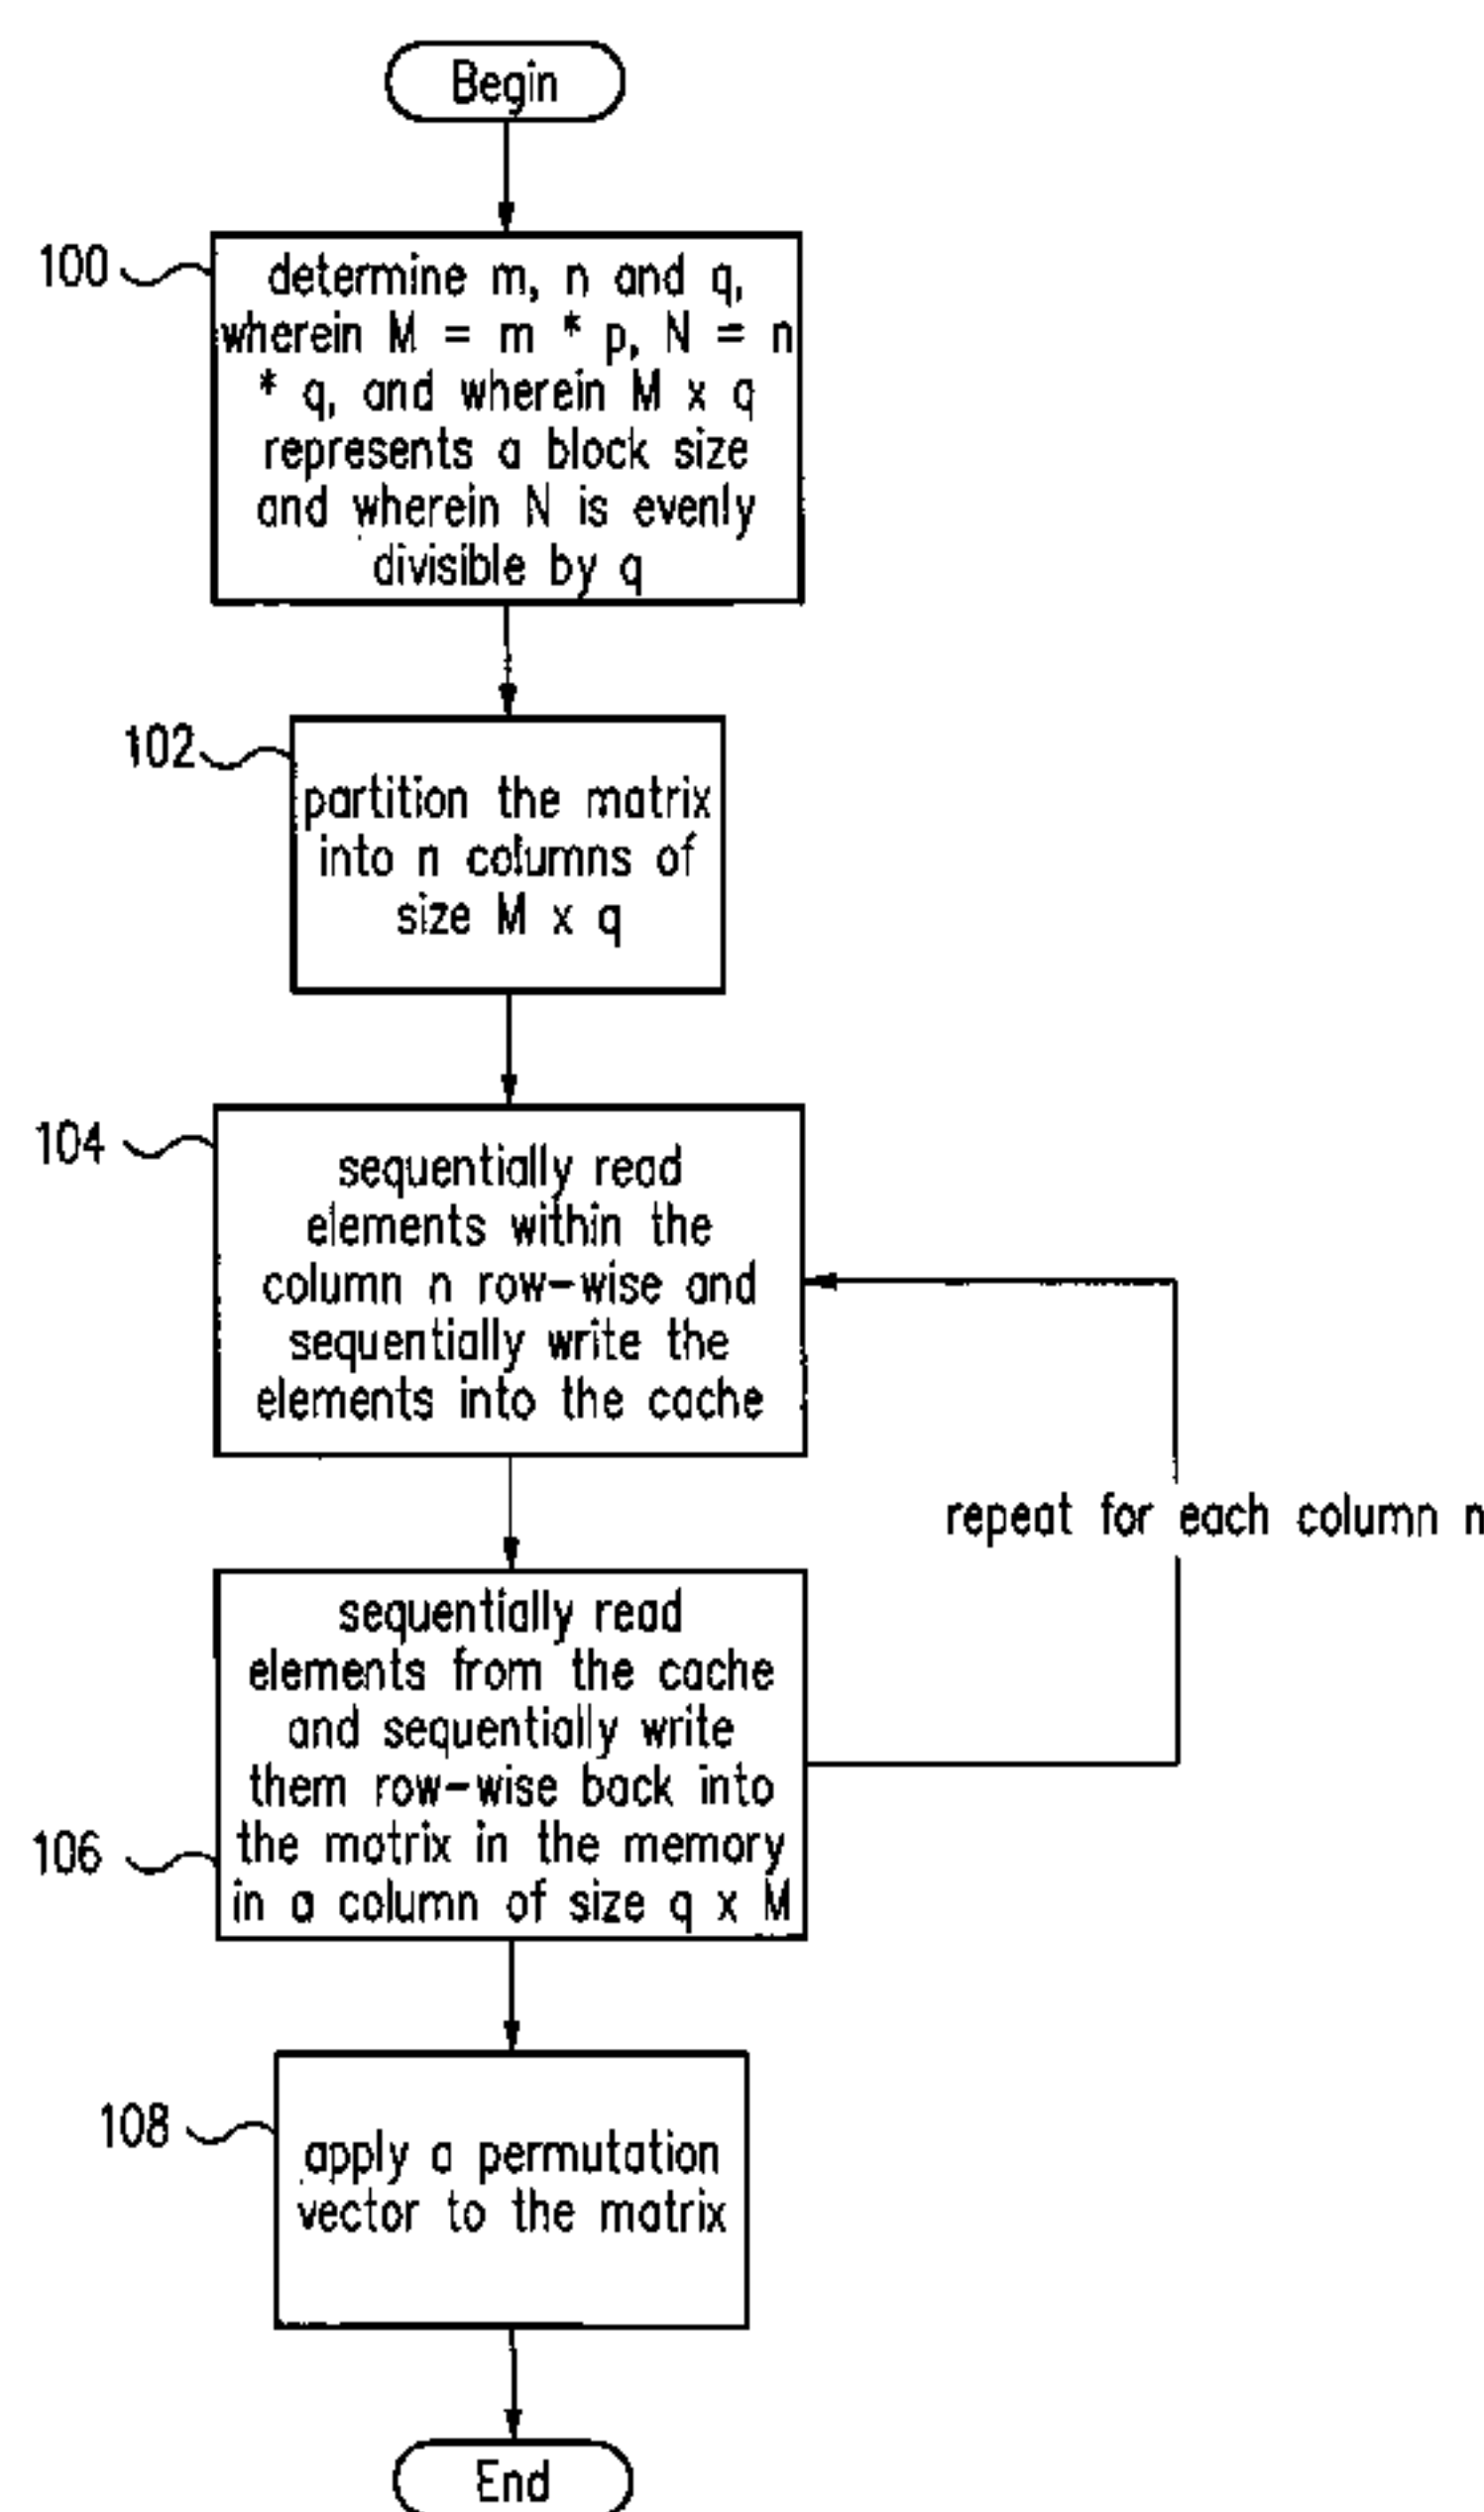 Begin
100
determine m, n and q,
wherein M = m * p, N = n
* q, and wherein M x q
represents a block size
and wherein N is evenly
divisible by q
102
partition the matrix
into n columns of
size M x q
104
sequentially read
elements within the
column n row-wise and
sequentially write the
elements into the cache
repeat for each column n
sequentially read
elements from the cache
and sequentially write
them row-wise back into
the matrix in the memory
in a column of size q x M
106
108
apply a permutation
vector to the matrix
End